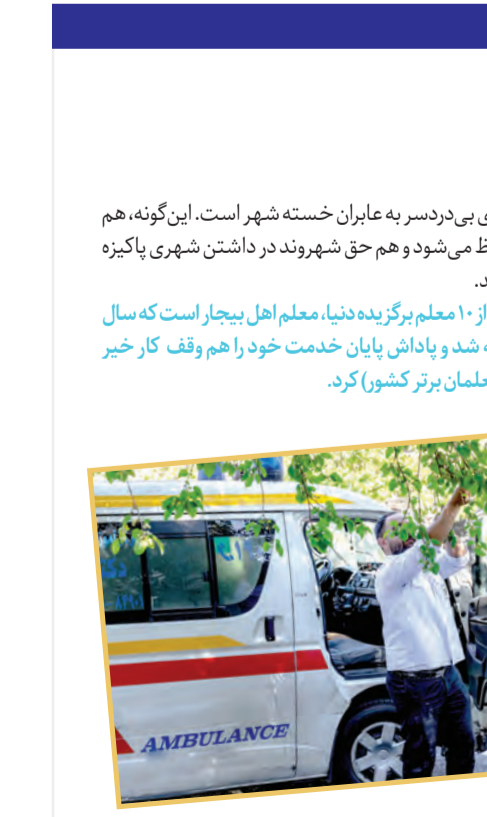 ی بی‌دردسر به عابران خسته شهر است. این‌گونه، هم
ظ می‌شود و هم حق شهروند در داشتن شهری پاکیزه
د.
از ۱۰ معلم برگزیده دنیا، معلم اهل بیجار است که سال
ه شد و پاداش پایان خدمت خود را هم وقف کار خیر
علمان برتر کشور) کرد.
AMBULANCE